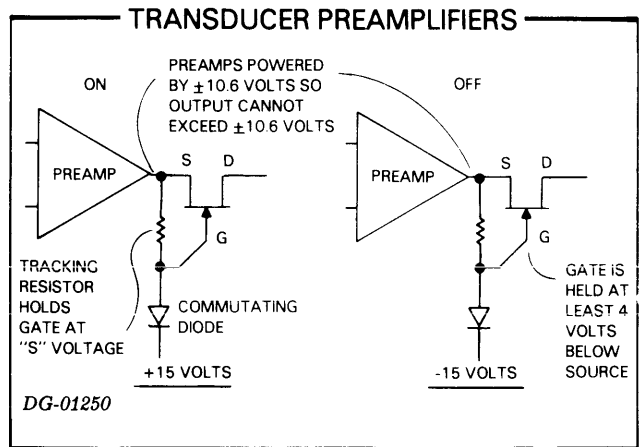 TRANSDUCER PREAMPLIFIERS
ON
PREAMPS POWERED
BY ±10.6 VOLTS SO
OUTPUT CANNOT
EXCEED ±10.6 VOLTS
OFF
PREAMP
S
D
G
TRACKING
RESISTOR
HOLDS
GATE AT
"S" VOLTAGE
COMMUTATING
DIODE
+15 VOLTS
PREAMP
S
D
G
GATE IS
HELD AT
LEAST 4
VOLTS
BELOW
SOURCE
-15 VOLTS
DG-01250